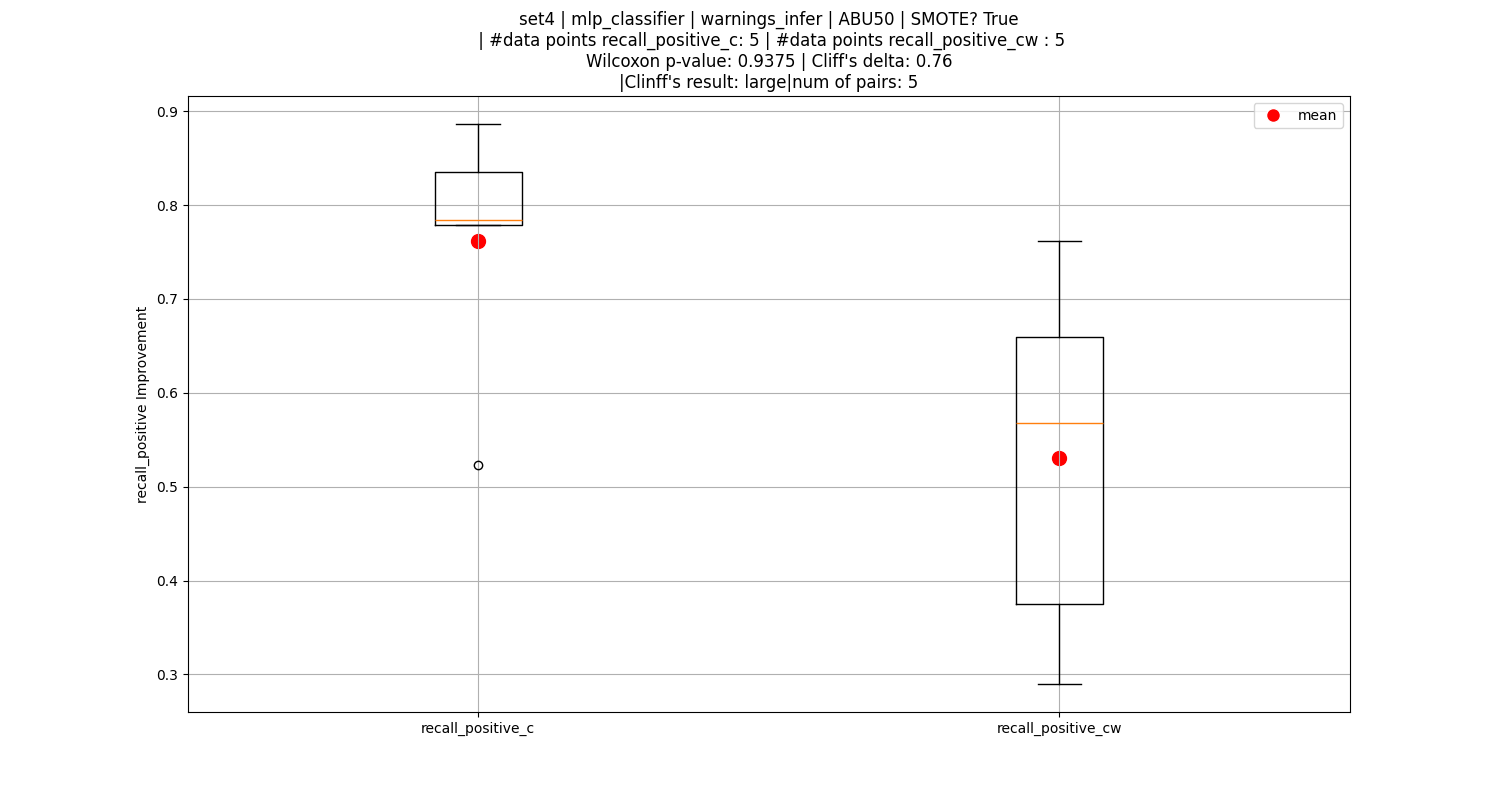 set4 | mlp_classifier | warnings_infer | ABU50 | SMOTE? True
| #data points recall_positive_c: 5 | #data points recall_positive_cw : 5
Wilcoxon p-value: 0.9375 | Cliff's delta: 0.76
|Clinff's result: large|num of pairs: 5
mean
recall_positive Improvement
0.9
0.8
0.7
0.6
0.5
0.4
0.3
recall_positive_c
recall_positive_cw